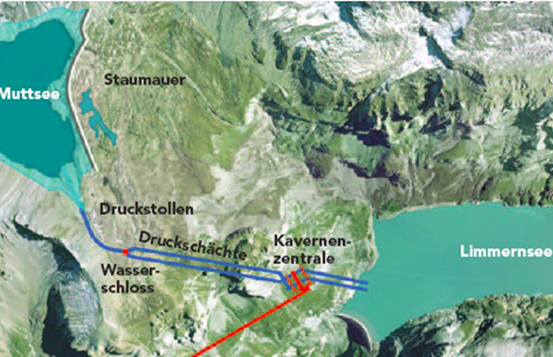 Staumauer
Muttsee
Druckstollen
Druckschächte
Kavernen-
zentrale
Wasser-
schloss
Limmernsee